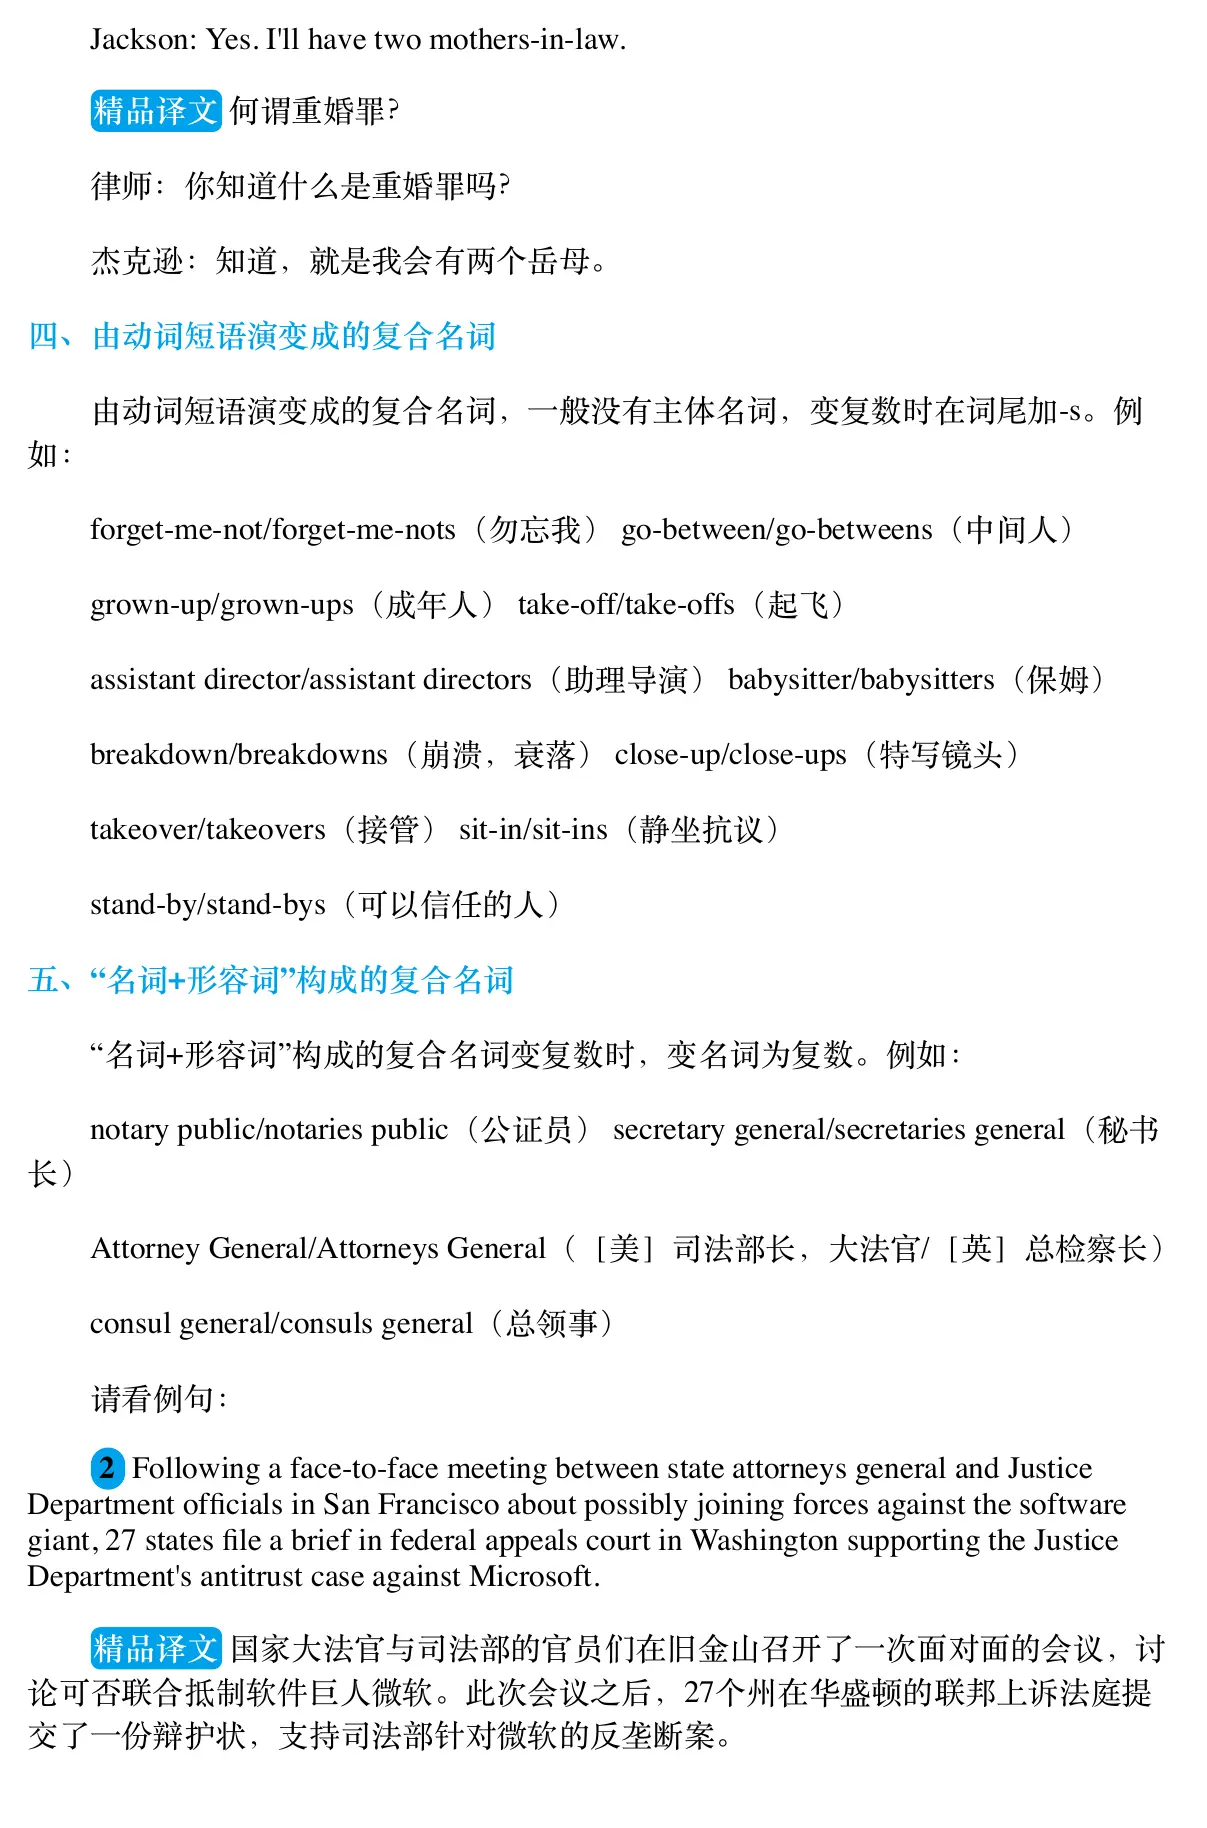 Jackson: Yes. I'll have two mothers-in-law.
精品译文 何谓重婚罪？
律师：你知道什么是重婚罪吗？
杰克逊：知道，就是我会有两个岳母。
四、由动词短语演变成的复合名词
由动词短语演变成的复合名词，一般没有主体名词，变复数时在词尾加-s。例
如：
forget-me-not/forget-me-nots（勿忘我） go-between/go-betweens（中间人）
grown-up/grown-ups（成年人） take-off/take-offs（起飞）
assistant director/assistant directors（助理导演） babysitter/babysitters（保姆）
breakdown/breakdowns（崩溃，衰落） close-up/close-ups（特写镜头）
takeover/takeovers（接管） sit-in/sit-ins（静坐抗议）
stand-by/stand-bys（可以信任的人）
五、“名词+形容词”构成的复合名词
“名词+形容词”构成的复合名词变复数时，变名词为复数。例如：
notary public/notaries public（公证员） secretary general/secretaries general（秘书
长）
Attorney General/Attorneys General（［美］司法部长，大法官/［英］总检察长）
consul general/consuls general（总领事）
请看例句：
2 Following a face-to-face meeting between state attorneys general and Justice
Department officials in San Francisco about possibly joining forces against the software
giant, 27 states file a brief in federal appeals court in Washington supporting the Justice
Department's antitrust case against Microsoft.
精品译文 国家大法官与司法部的官员们在旧金山召开了一次面对面的会议，讨
论可否联合抵制软件巨人微软。此次会议之后，27个州在华盛顿的联邦上诉法庭提
交了一份辩护状，支持司法部针对微软的反垄断案。